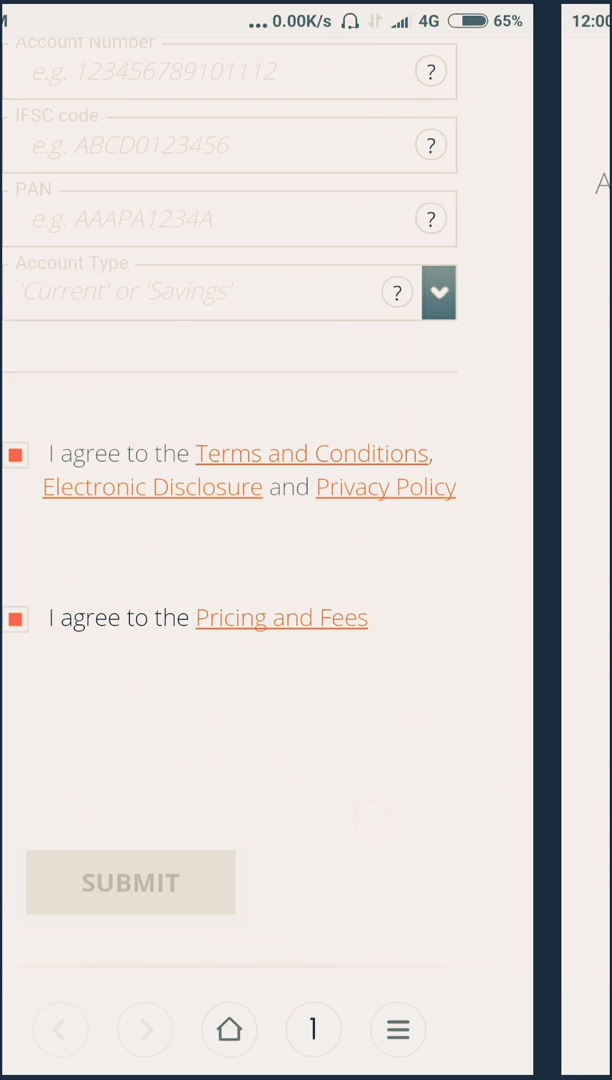 M ... 0.00K/s 4G 65%
Account Number
e.g. 123456789101112 ?
IFSC code
e.g. ABCD0123456 ?
PAN
e.g. AAAPA1234A ?
Account Type
'Current' or 'Savings' ?
I agree to the Terms and Conditions,
Electronic Disclosure and Privacy Policy
I agree to the Pricing and Fees
SUBMIT
1
12:00
A